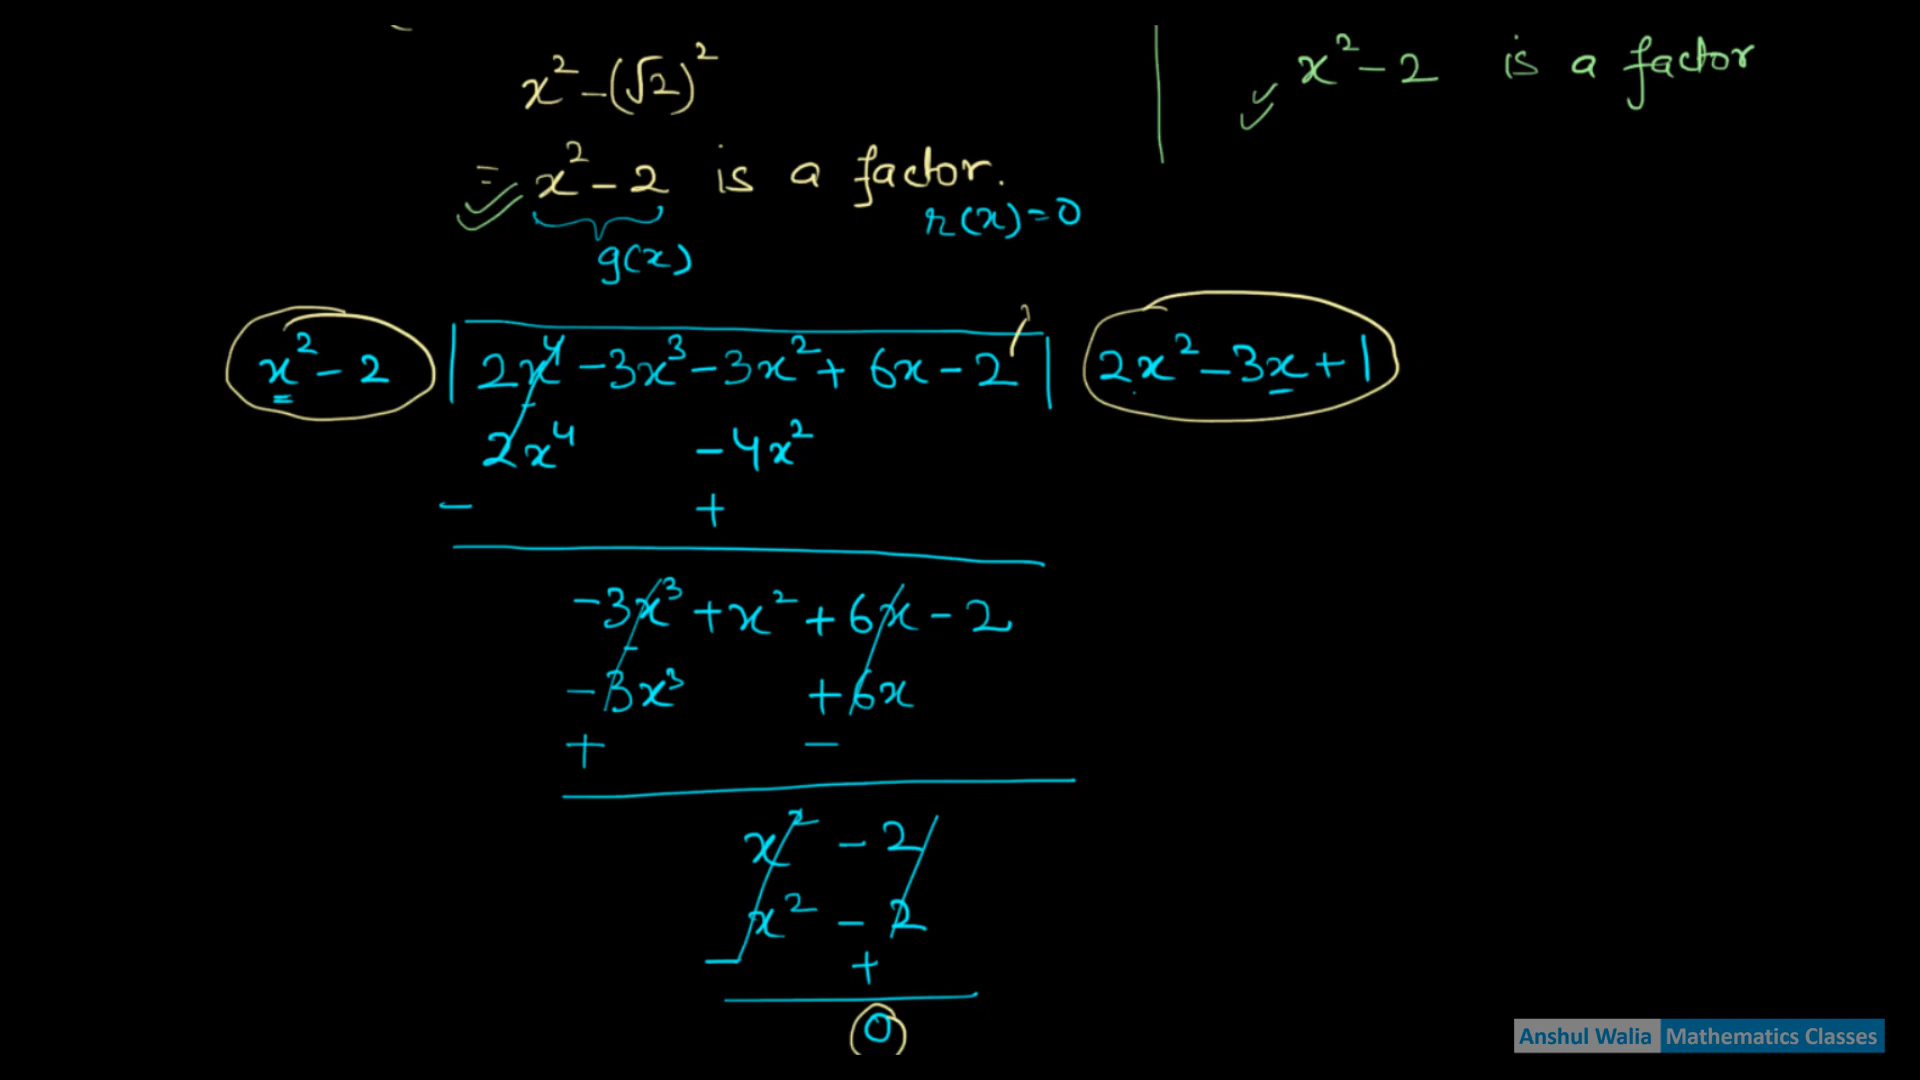 x² - (√2)²
= x² - 2 is a factor.
g(x)
r(x) = 0
x² - 2 is a factor
x² - 2 | 2x⁴ - 3x³ - 3x² + 6x - 2 | 2x² - 3x + 1
2x⁴ - 4x²
- +
-3x³ + x² + 6x - 2
-3x³ + 6x
+ -
x² - 2
x² - 2
- +
0
Anshul Walia Mathematics Classes